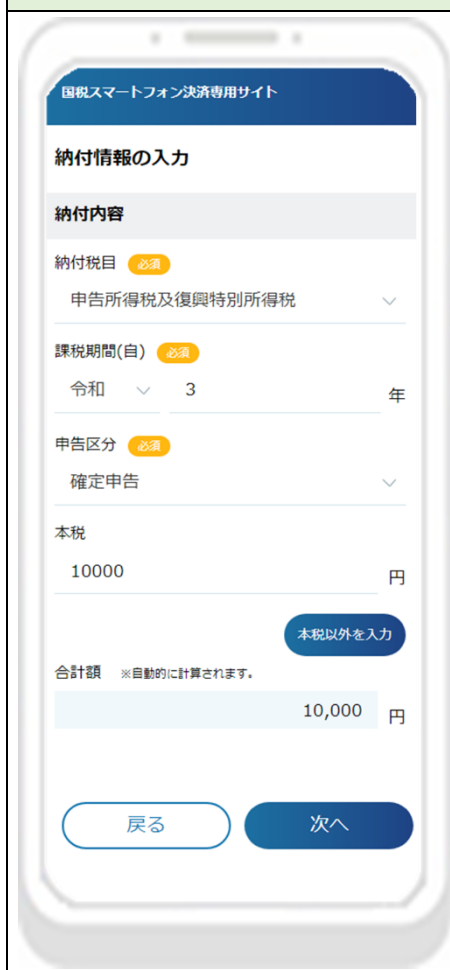 国税スマートフォン決済専用サイト
納付情報の入力
納付内容
納付税目 必須
申告所得税及復興特別所得税
課税期間(自) 必須
令和 3 年
申告区分 必須
確定申告
本税
10000 円
本税以外を入力
合計額 ※自動的に計算されます。
10,000 円
戻る 次へ